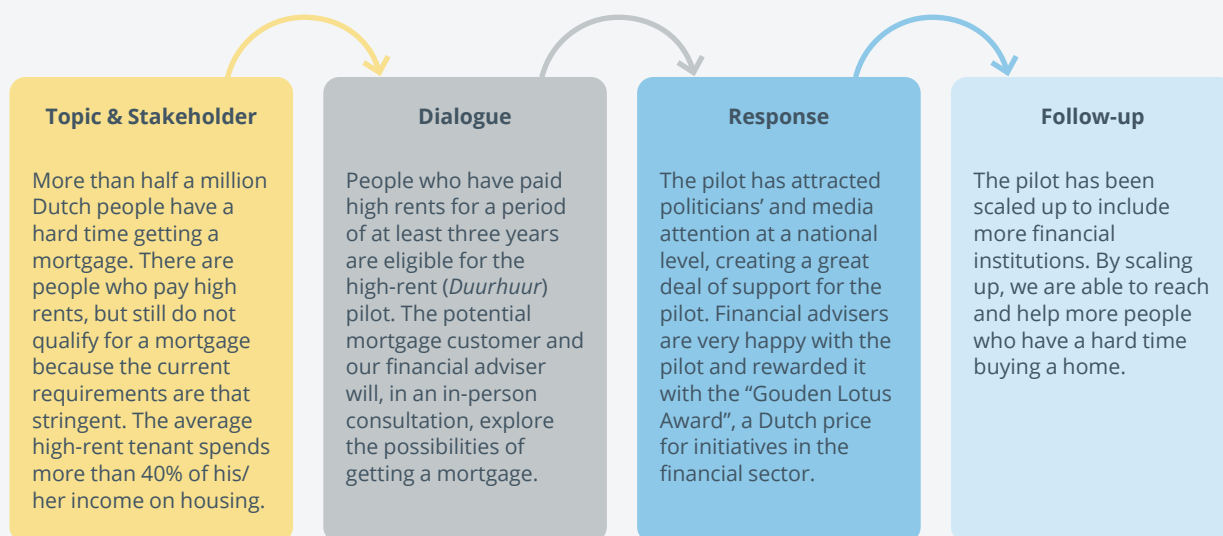 Topic & Stakeholder
More than half a million
Dutch people have a
hard time getting a
mortgage. There are
people who pay high
rents, but still do not
qualify for a mortgage
because the current
requirements are that
stringent. The average
high-rent tenant spends
more than 40% of his/
her income on housing.
Dialogue
People who have paid
high rents for a period
of at least three years
are eligible for the
high-rent (Duurhuur)
pilot. The potential
mortgage customer and
our financial adviser
will, in an in-person
consultation, explore
the possibilities of
getting a mortgage.
Response
The pilot has attracted
politicians’ and media
attention at a national
level, creating a great
deal of support for the
pilot. Financial advisers
are very happy with the
pilot and rewarded it
with the “Gouden Lotus
Award”, a Dutch price
for initiatives in the
financial sector.
Follow-up
The pilot has been
scaled up to include
more financial
institutions. By scaling
up, we are able to reach
and help more people
who have a hard time
buying a home.